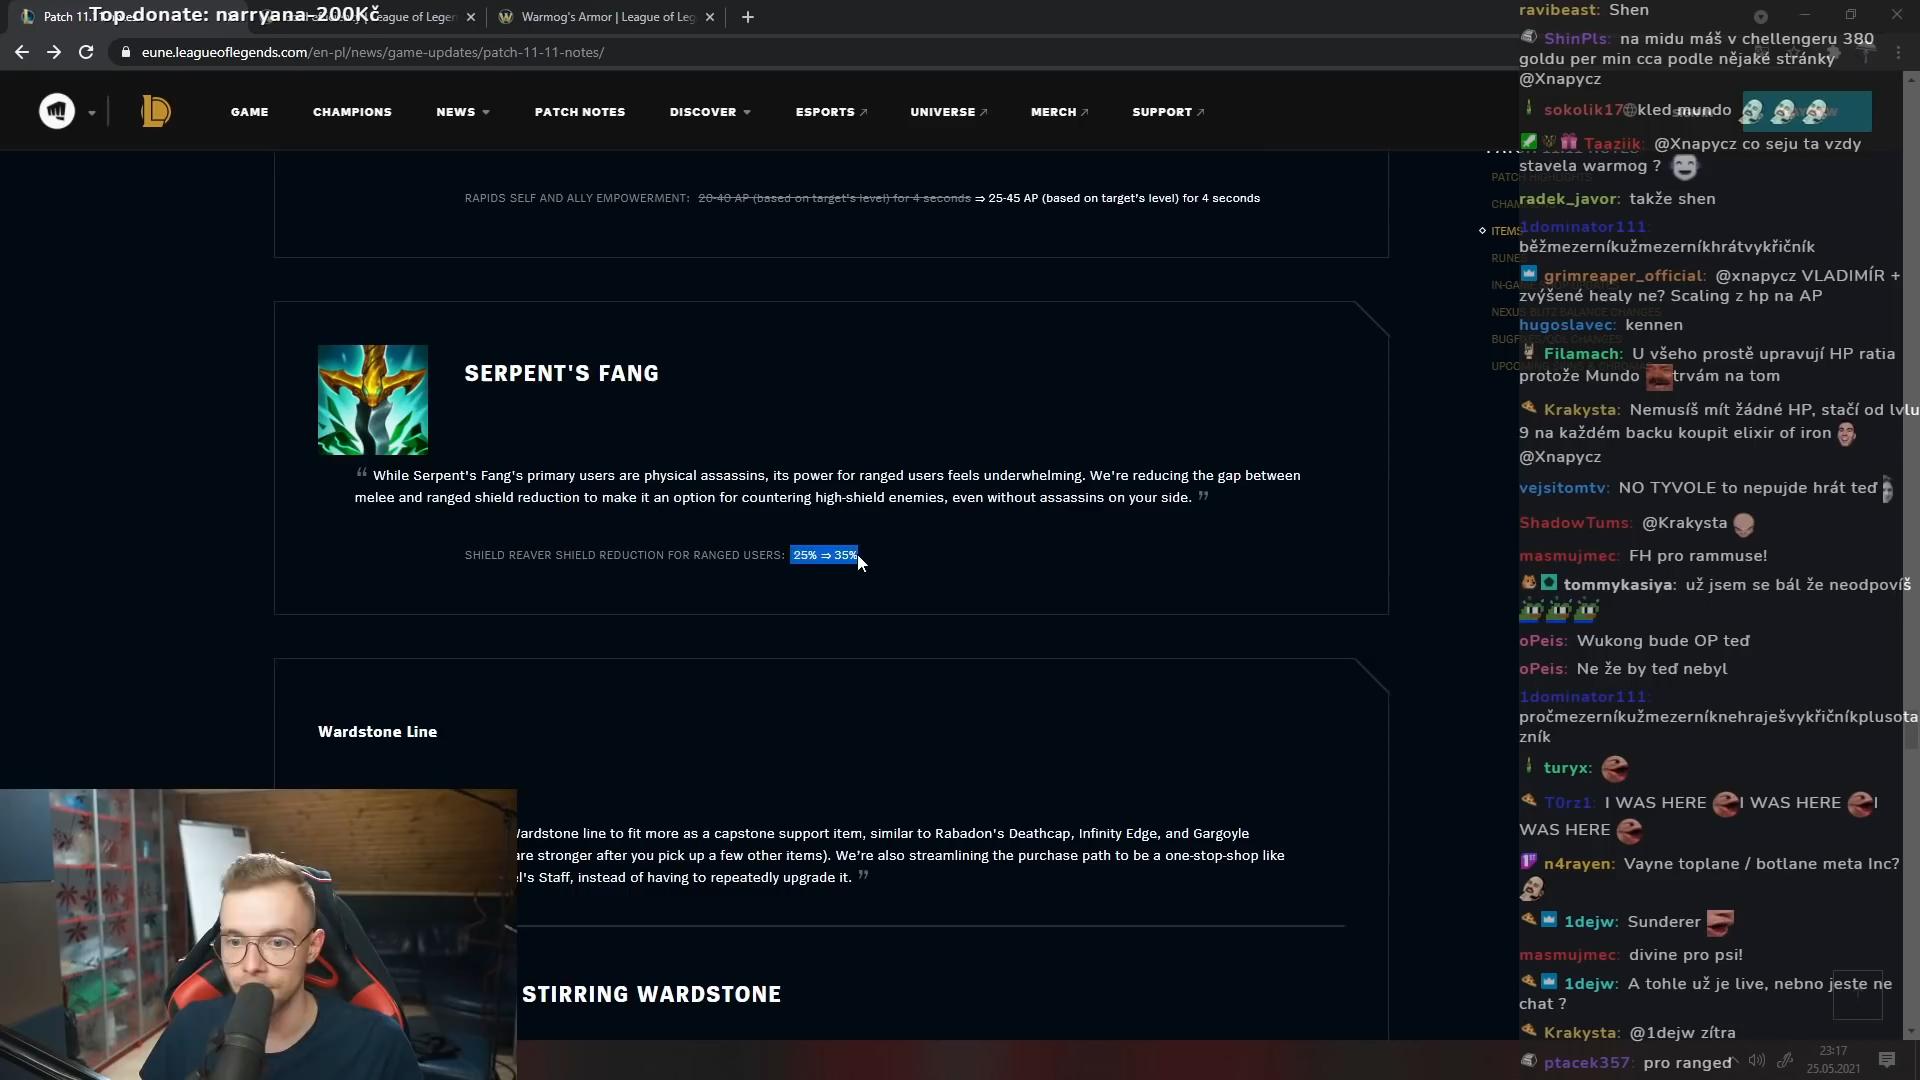 Patch 11.
Top donate: narryana-200Kč
League of Leger
Warmog's Armor | League of Leg
eune.leagueoflegends.com/en-pl/news/game-updates/patch-11-11-notes/
GAME
CHAMPIONS
NEWS
PATCH NOTES
DISCOVER
ESPORTS
UNIVERSE
MERCH
SUPPORT
RAPIDS SELF AND ALLY EMPOWERMENT: 20-40 AP (based on target's level) for 4 seconds ⇒ 25-45 AP (based on target's level) for 4 seconds
SERPENT'S FANG
“ While Serpent's Fang's primary users are physical assassins, its power for ranged users feels underwhelming. We're reducing the gap between
melee and ranged shield reduction to make it an option for countering high-shield enemies, even without assassins on your side. ”
SHIELD REAVER SHIELD REDUCTION FOR RANGED USERS: 25% ⇒ 35%
Wardstone Line
Wardstone line to fit more as a capstone support item, similar to Rabadon's Deathcap, Infinity Edge, and Gargoyle
are stronger after you pick up a few other items). We're also streamlining the purchase path to be a one-stop-shop like
l's Staff, instead of having to repeatedly upgrade it. ”
STIRRING WARDSTONE
ITEMS
RUNE
NEXUS BLITZ BALANCE CHANGES
ravibeast: Shen
ShinPls: na midu máš v chellengeru 380
goldu per min cca podle nějaké stránky
@Xnapycz
sokolik17: kled mundo
Taaziik: @Xnapycz co seju ta vzdy
stavela warmog ?
radek_javor: takže shen
1dominator111:
běžmezerníkužmezerníkhrátvykřičník
grimreaper_official: @xnapycz VLADIMÍR +
zvýšené healy ne? Scaling z hp na AP
hugoslavec: kennen
Filamach: U všeho prostě upravují HP ratia
protože Mundo trvám na tom
Krakysta: Nemusíš mít žádné HP, stačí od lvlu
9 na každém backu koupit elixir of iron
@Xnapycz
vejsitomtv: NO TYVOLE to nepujde hrát teď
ShadowTums: @Krakysta
masmujmec: FH pro rammuse!
tommykasiya: už jsem se bál že neodpovíš
oPeis: Wukong bude OP teď
oPeis: Ne že by teď nebyl
1dominator111:
pročmezerníkužmezerníknehraješvykřičníkplusota
zník
turyx:
T0rz1: I WAS HERE I WAS HERE I
WAS HERE
n4rayen: Vayne toplane / botlane meta Inc?
1dejw: Sunderer
masmujmec: divine pro psi!
1dejw: A tohle už je live, nebno jeste ne
chat ?
Krakysta: @1dejw zítra
ptacek357: pro ranged
23:17
25.05.2021